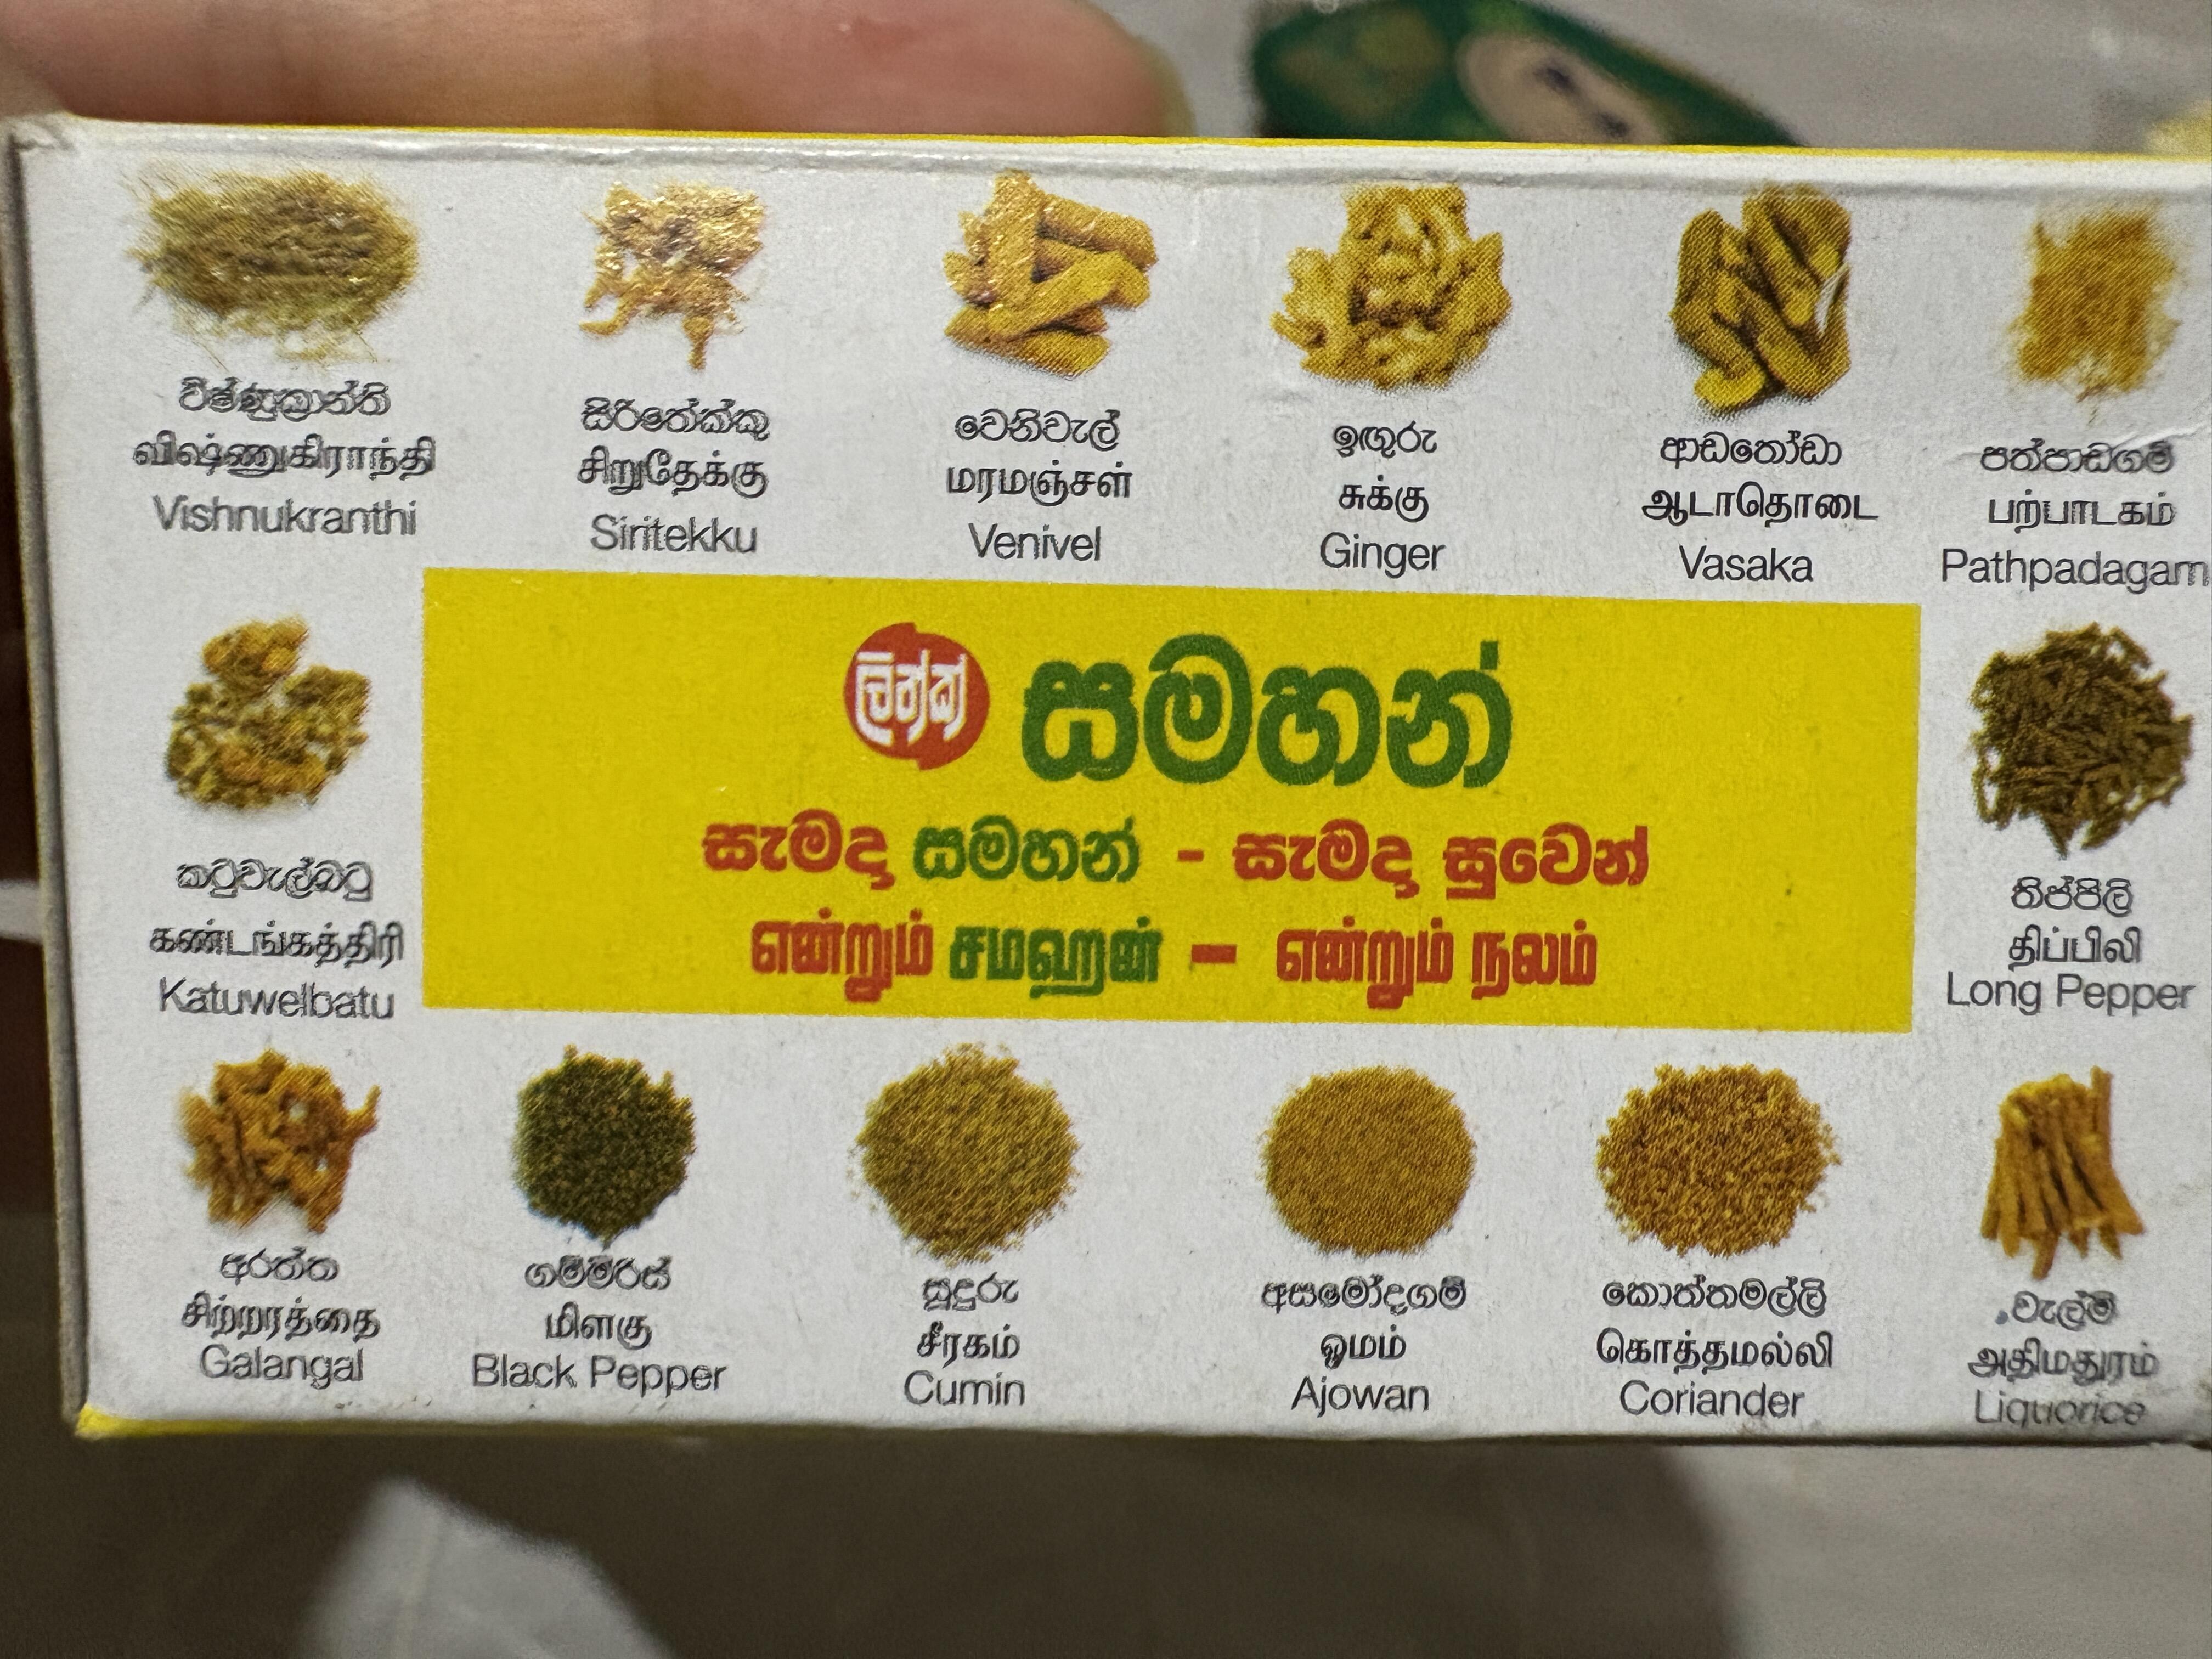 විෂ්ණුක්‍රාන්ති
விஷ்ணுகிராந்தி
Vishnukranthi
සිරිතේක්කු
சிறுதேக்கு
Siritekku
වෙනිවැල්
மரமஞ்சள்
Venivel
ඉඟුරු
சுக்கு
Ginger
ආඩතෝඩා
ஆடாதொடை
Vasaka
පත්පාඩගම්
பற்பாடகம்
Pathpadagam
කටුවැල්බටු
கண்டங்கத்திரி
Katuwelbatu
ලින්ක් සමහන්
සැමදා සමහන් - සැමදා සුවෙන්
என்றும் சமஹன் – என்றும் நலம்
තිප්පිලි
திப்பிலி
Long Pepper
අරත්ත
சிற்றரத்தை
Galangal
ගම්මිරිස්
மிளகு
Black Pepper
සූදුරු
சீரகம்
Cumin
අසමෝදගම්
ஓமம்
Ajowan
කොත්තමල්ලි
கொத்தமல்லி
Coriander
වැල්මී
அதிமதுரம்
Liquorice